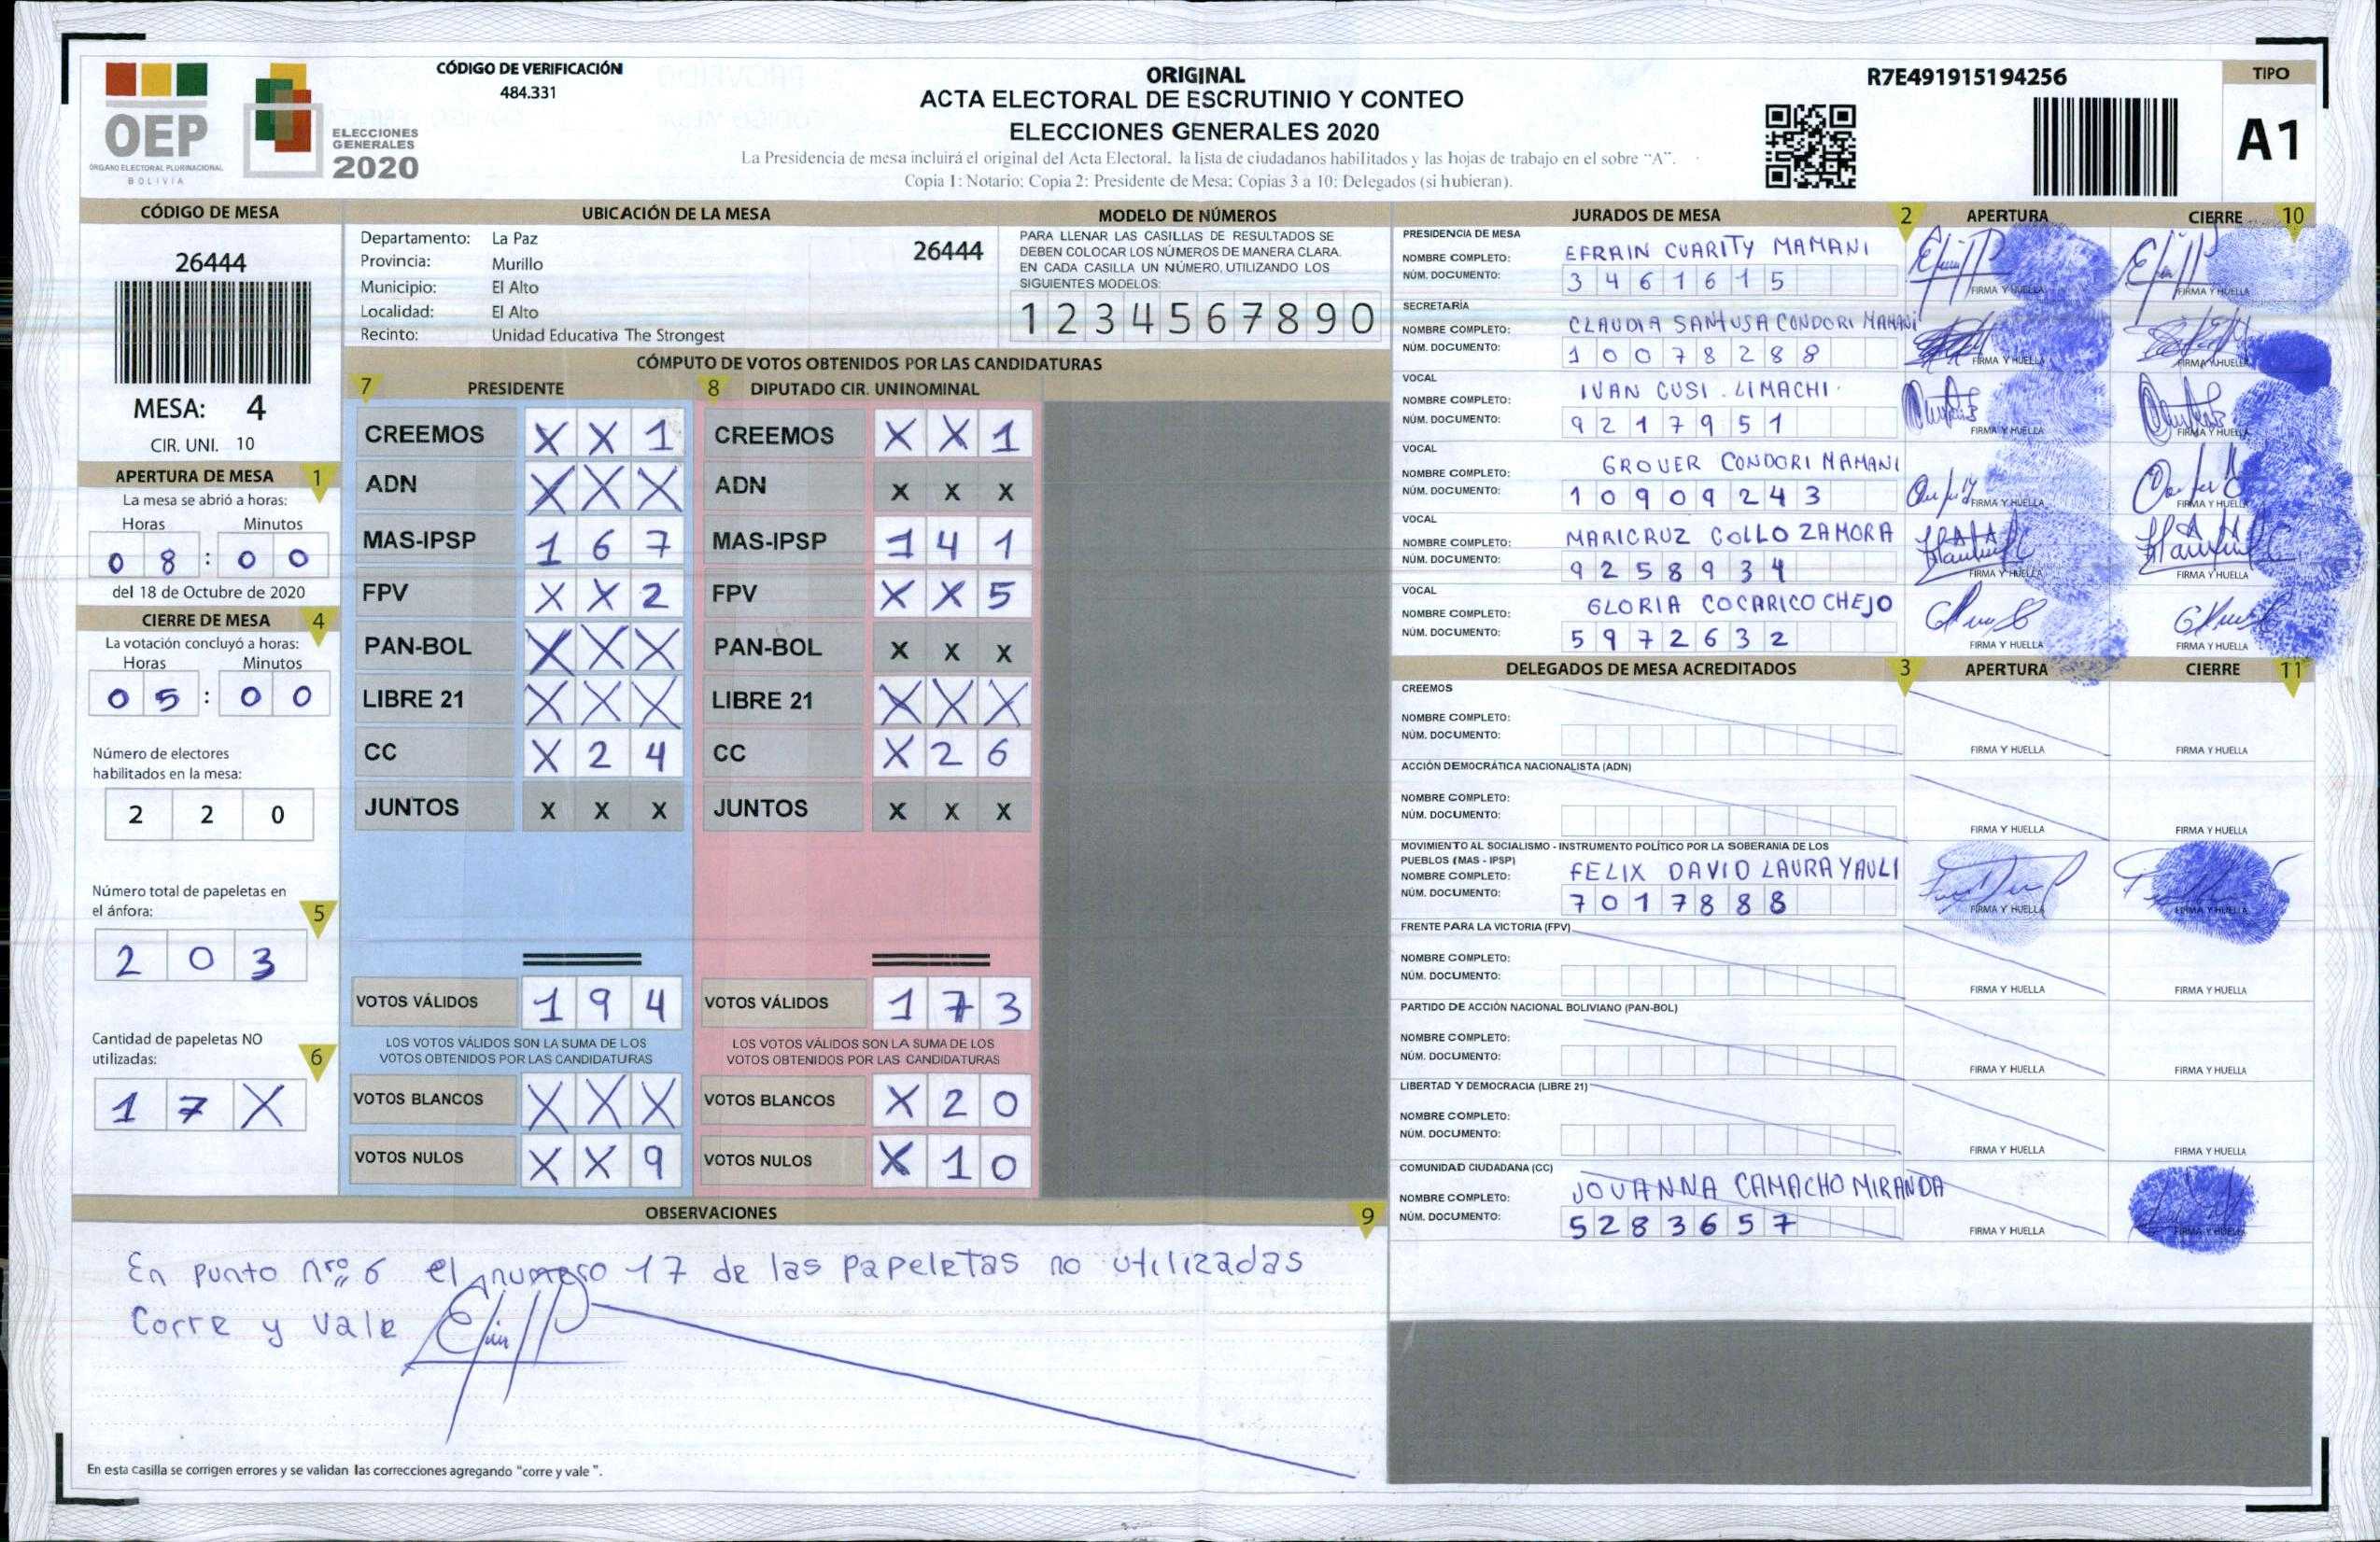 CÓDIGO DE VERIFICACIÓN
484.331
OEP
ÓRGANO ELECTORAL PLURINACIONAL
BOLIVIA
ELECCIONES
GENERALES
2020
ORIGINAL
ACTA ELECTORAL DE ESCRUTINIO Y CONTEO
ELECCIONES GENERALES 2020
La Presidencia de mesa incluirá el original del Acta Electoral, la lista de ciudadanos habilitados y las hojas de trabajo en el sobre "A".
Copia 1: Notario; Copia 2: Presidente de Mesa; Copias 3 a 10: Delegados (si hubieran).
R7E491915194256
TIPO
A1
CÓDIGO DE MESA
26444
MESA: 4
CIR. UNI. 10
APERTURA DE MESA 1
La mesa se abrió a horas:
Horas Minutos
0 8 : 0 0
del 18 de Octubre de 2020
CIERRE DE MESA 4
La votación concluyó a horas:
Horas Minutos
0 5 : 0 0
Número de electores
habilitados en la mesa:
2 2 0
Número total de papeletas en
el ánfora: 5
2 0 3
Cantidad de papeletas NO
utilizadas: 6
1 7 X
UBICACIÓN DE LA MESA
Departamento: La Paz
Provincia: Murillo
Municipio: El Alto
Localidad: El Alto
Recinto: Unidad Educativa The Strongest
26444
MODELO DE NÚMEROS
PARA LLENAR LAS CASILLAS DE RESULTADOS SE
DEBEN COLOCAR LOS NÚMEROS DE MANERA CLARA.
EN CADA CASILLA UN NÚMERO, UTILIZANDO LOS
SIGUIENTES MODELOS:
1 2 3 4 5 6 7 8 9 0
CÓMPUTO DE VOTOS OBTENIDOS POR LAS CANDIDATURAS
7 PRESIDENTE
CREEMOS X X 1
ADN X X X
MAS-IPSP 1 6 7
FPV X X 2
PAN-BOL X X X
LIBRE 21 X X X
CC X 2 4
JUNTOS X X X
VOTOS VÁLIDOS 1 9 4
LOS VOTOS VÁLIDOS SON LA SUMA DE LOS
VOTOS OBTENIDOS POR LAS CANDIDATURAS
VOTOS BLANCOS X X X
VOTOS NULOS X X 9
8 DIPUTADO CIR. UNINOMINAL
CREEMOS X X 1
ADN X X X
MAS-IPSP 1 4 1
FPV X X 5
PAN-BOL X X X
LIBRE 21 X X X
CC X 2 6
JUNTOS X X X
VOTOS VÁLIDOS 1 7 3
LOS VOTOS VÁLIDOS SON LA SUMA DE LOS
VOTOS OBTENIDOS POR LAS CANDIDATURAS
VOTOS BLANCOS X 2 0
VOTOS NULOS X 1 0
JURADOS DE MESA 2 APERTURA CIERRE 10
PRESIDENCIA DE MESA
NOMBRE COMPLETO: EFRAIN CUARITY MAMANI
NÚM. DOCUMENTO: 3 4 6 1 6 1 5
FIRMA Y HUELLA FIRMA Y HUELLA
SECRETARÍA
NOMBRE COMPLETO: CLAUDIA SANTUSA CONDORI MAMANI
NÚM. DOCUMENTO: 1 0 0 7 8 2 8 8
FIRMA Y HUELLA FIRMA Y HUELLA
VOCAL
NOMBRE COMPLETO: IVAN CUSI . LIMACHI .
NÚM. DOCUMENTO: 9 2 1 7 9 5 1
FIRMA Y HUELLA FIRMA Y HUELLA
VOCAL
NOMBRE COMPLETO: GROVER CONDORI MAMANI
NÚM. DOCUMENTO: 1 0 9 0 9 2 4 3
FIRMA Y HUELLA FIRMA Y HUELLA
VOCAL
NOMBRE COMPLETO: MARICRUZ COLLO ZAMORA
NÚM. DOCUMENTO: 9 2 5 8 9 3 4
FIRMA Y HUELLA FIRMA Y HUELLA
VOCAL
NOMBRE COMPLETO: GLORIA COCARICO CHEJO
NÚM. DOCUMENTO: 5 9 7 2 6 3 2
FIRMA Y HUELLA FIRMA Y HUELLA
DELEGADOS DE MESA ACREDITADOS 3 APERTURA CIERRE 11
CREEMOS
NOMBRE COMPLETO:
NÚM. DOCUMENTO:
FIRMA Y HUELLA FIRMA Y HUELLA
ACCIÓN DEMOCRÁTICA NACIONALISTA (ADN)
NOMBRE COMPLETO:
NÚM. DOCUMENTO:
FIRMA Y HUELLA FIRMA Y HUELLA
MOVIMIENTO AL SOCIALISMO - INSTRUMENTO POLÍTICO POR LA SOBERANIA DE LOS
PUEBLOS (MAS - IPSP)
NOMBRE COMPLETO: FELIX DAVID LAURA YAULI
NÚM. DOCUMENTO: 7 0 1 7 8 8 8
FIRMA Y HUELLA FIRMA Y HUELLA
FRENTE PARA LA VICTORIA (FPV)
NOMBRE COMPLETO:
NÚM. DOCUMENTO:
FIRMA Y HUELLA FIRMA Y HUELLA
PARTIDO DE ACCIÓN NACIONAL BOLIVIANO (PAN-BOL)
NOMBRE COMPLETO:
NÚM. DOCUMENTO:
FIRMA Y HUELLA FIRMA Y HUELLA
LIBERTAD Y DEMOCRACIA (LIBRE 21)
NOMBRE COMPLETO:
NÚM. DOCUMENTO:
FIRMA Y HUELLA FIRMA Y HUELLA
COMUNIDAD CIUDADANA (CC)
NOMBRE COMPLETO: JOVANNA CAMACHO MIRANDA
NÚM. DOCUMENTO: 5 2 8 3 6 5 7
FIRMA Y HUELLA FIRMA Y HUELLA
OBSERVACIONES 9
En punto nro 6 el numero 17 de las papeletas no utilizadas
Corre y vale
En esta casilla se corrigen errores y se validan las correcciones agregando "corre y vale ".